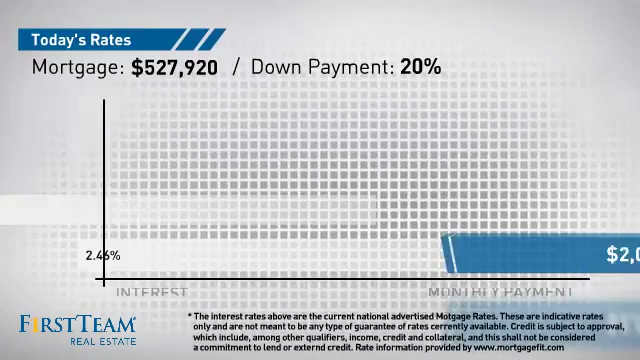 Today's Rates
Mortgage: $527,920 / Down Payment: 20%
2.46%
$2,0
INTEREST MONTHLY PAYMENT
FIRSTTEAM®
REAL ESTATE
* The interest rates above are the current national advertised Motgage Rates. These are indicative rates
only and are not meant to be any type of guarantee of rates cerrently available. Credit is subject to approval,
which include, among other qualifiers, income, credit and collateral, and this shall not be considered
a commitment to lend or externd credit. Rate information provided by www.mortgagefit.com